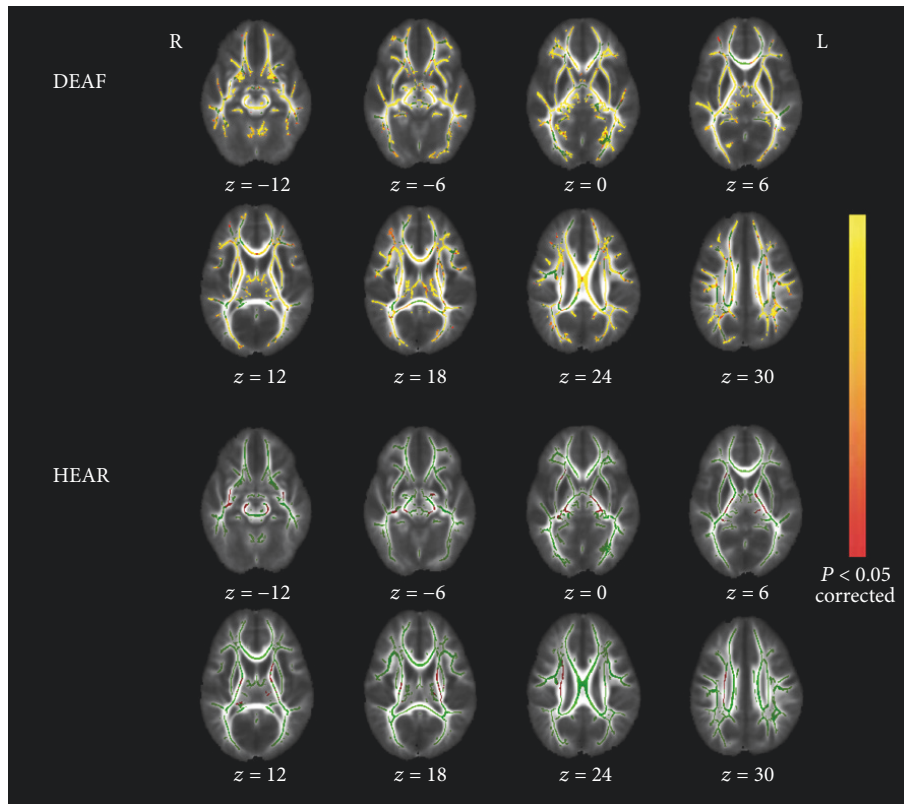 R
L
DEAF
z = −12
z = −6
z = 0
z = 6
z = 12
z = 18
z = 24
z = 30
HEAR
z = −12
z = −6
z = 0
z = 6
P < 0.05
corrected
z = 12
z = 18
z = 24
z = 30